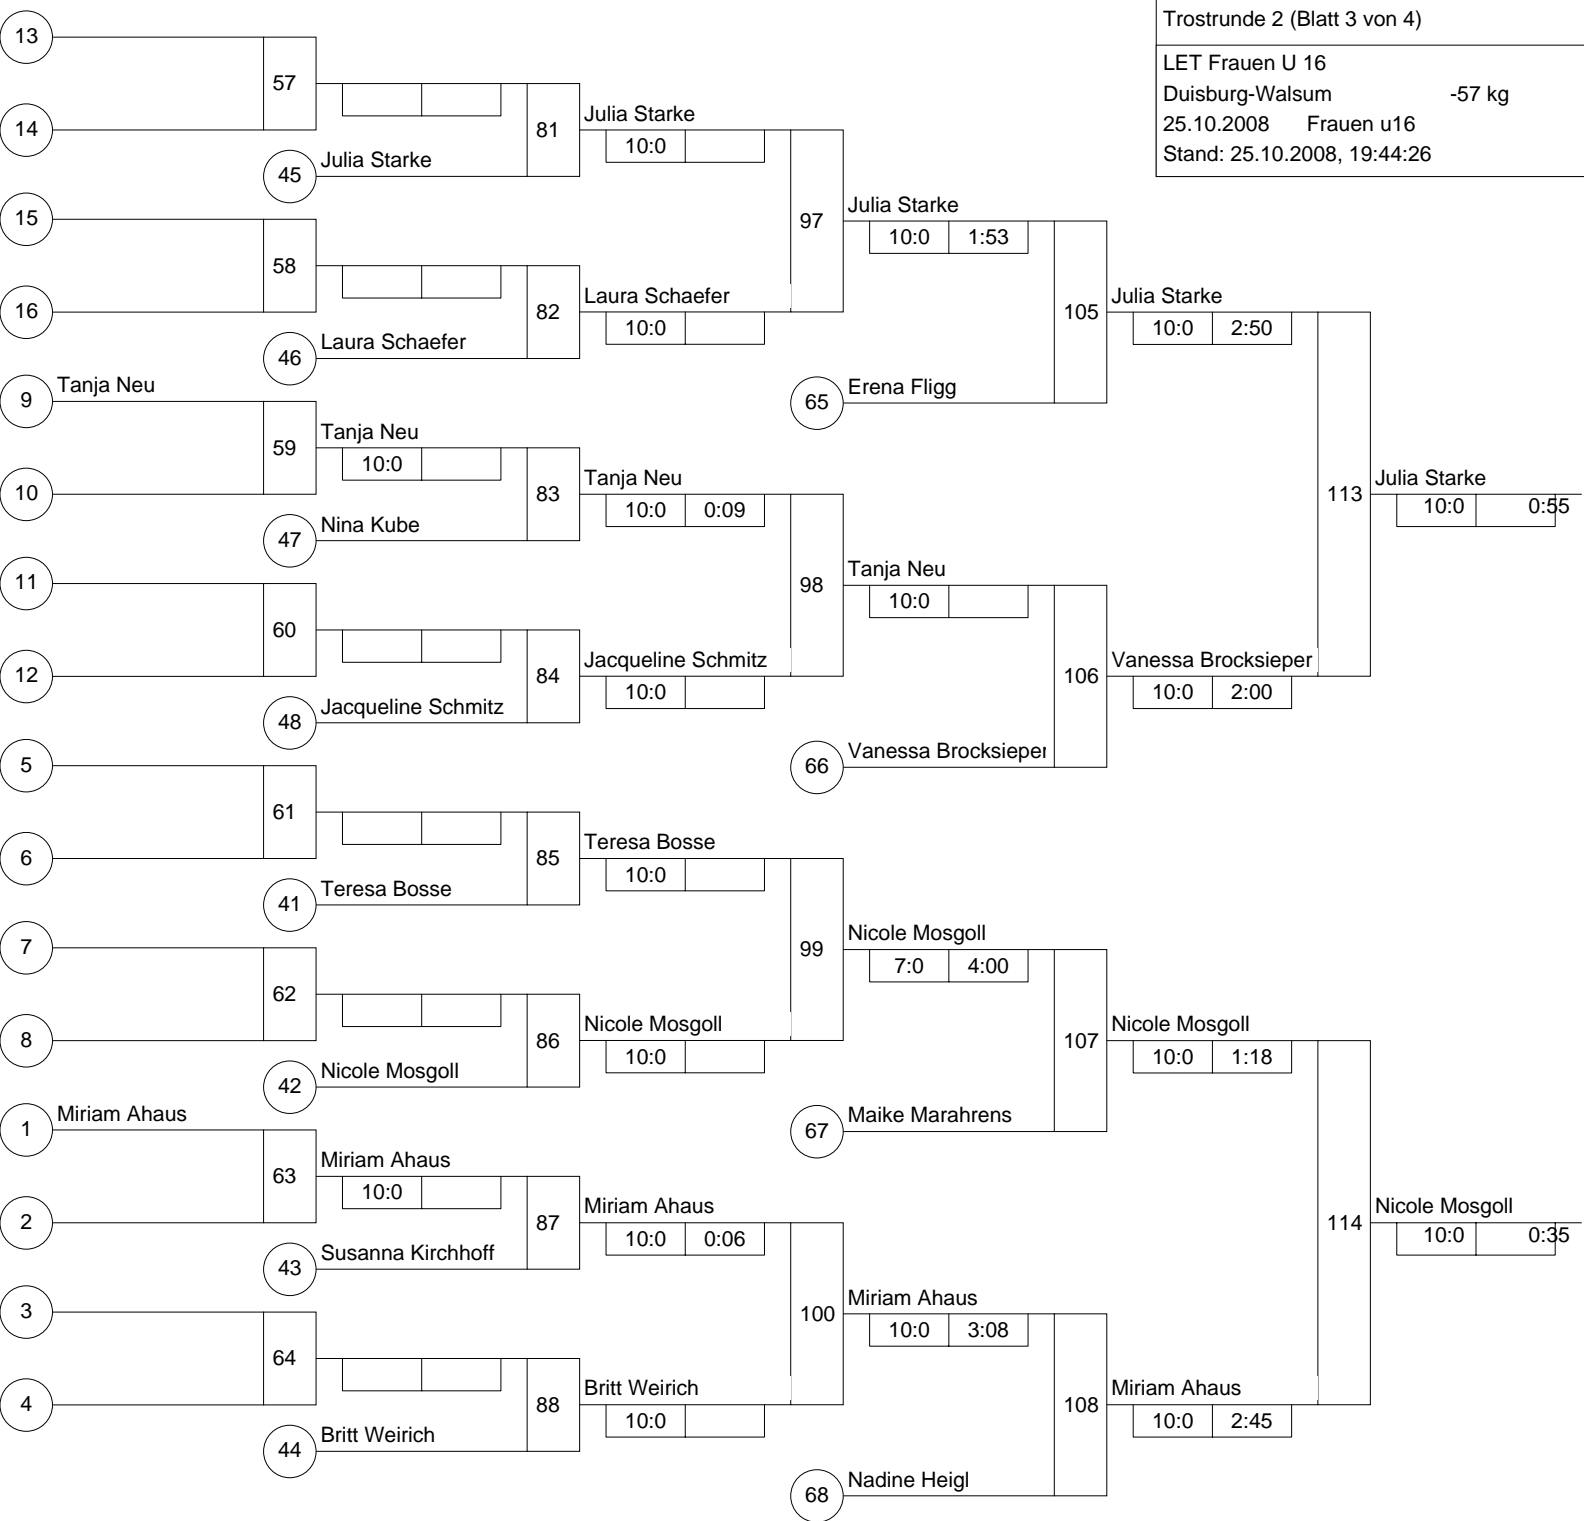 Trostrunde 2 (Blatt 3 von 4)
LET Frauen U 16
Duisburg-Walsum -57 kg
25.10.2008 Frauen u16
Stand: 25.10.2008, 19:44:26
13
57
14
81
Julia Starke
10:0
45
Julia Starke
15
97
Julia Starke
10:0 1:53
58
16
82
Laura Schaefer
10:0
46
Laura Schaefer
105
Julia Starke
10:0 2:50
9
Tanja Neu
65
Erena Fligg
59
Tanja Neu
10:0
10
83
Tanja Neu
10:0 0:09
47
Nina Kube
113
Julia Starke
10:0 0:55
11
98
Tanja Neu
10:0
60
12
84
Jacqueline Schmitz
10:0
48
Jacqueline Schmitz
106
Vanessa Brocksieper
10:0 2:00
5
66
Vanessa Brocksieper
61
6
85
Teresa Bosse
10:0
41
Teresa Bosse
7
99
Nicole Mosgoll
7:0 4:00
62
8
86
Nicole Mosgoll
10:0
42
Nicole Mosgoll
107
Nicole Mosgoll
10:0 1:18
1
Miriam Ahaus
67
Maike Marahrens
63
Miriam Ahaus
10:0
2
87
Miriam Ahaus
10:0 0:06
43
Susanna Kirchhoff
114
Nicole Mosgoll
10:0 0:35
3
100
Miriam Ahaus
10:0 3:08
64
4
88
Britt Weirich
10:0
44
Britt Weirich
108
Miriam Ahaus
10:0 2:45
68
Nadine Heigl